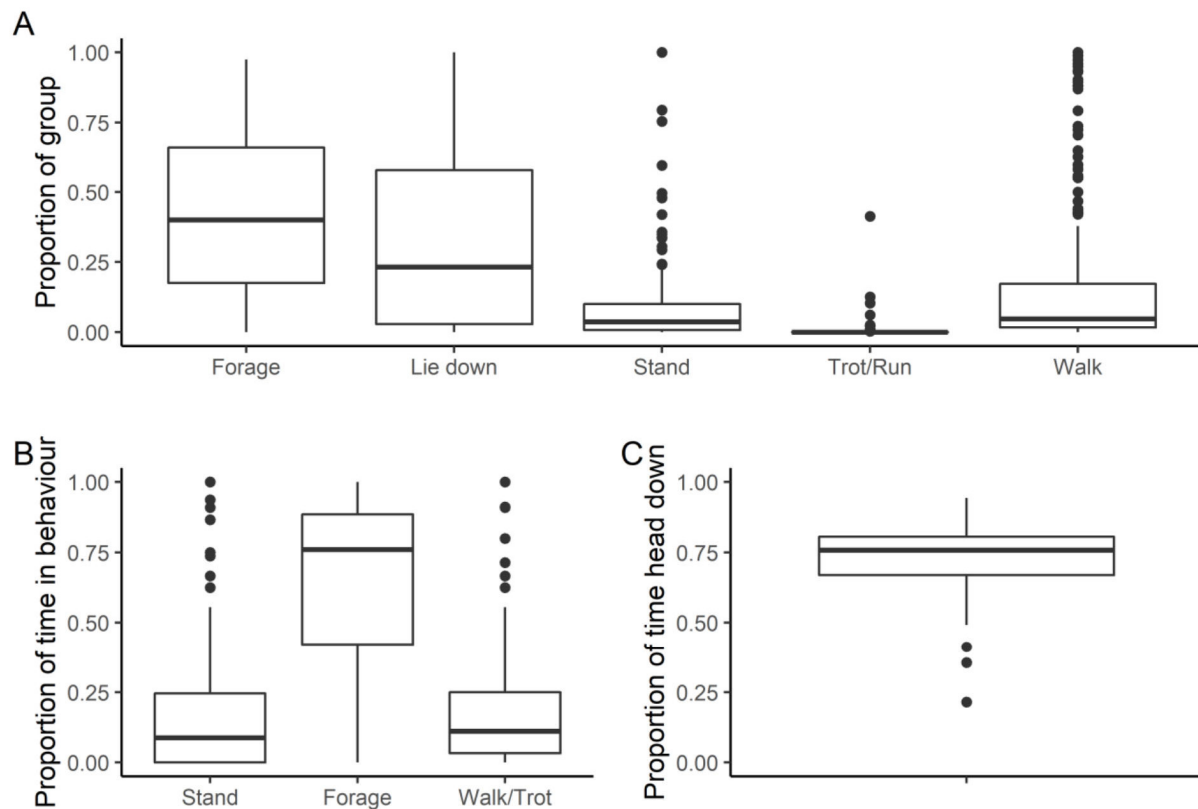 A
Proportion of group
1.00
0.75
0.50
0.25
0.00
Forage Lie down Stand Trot/Run Walk
B
Proportion of time in behaviour
1.00
0.75
0.50
0.25
0.00
Stand Forage Walk/Trot
C
Proportion of time head down
1.00
0.75
0.50
0.25
0.00